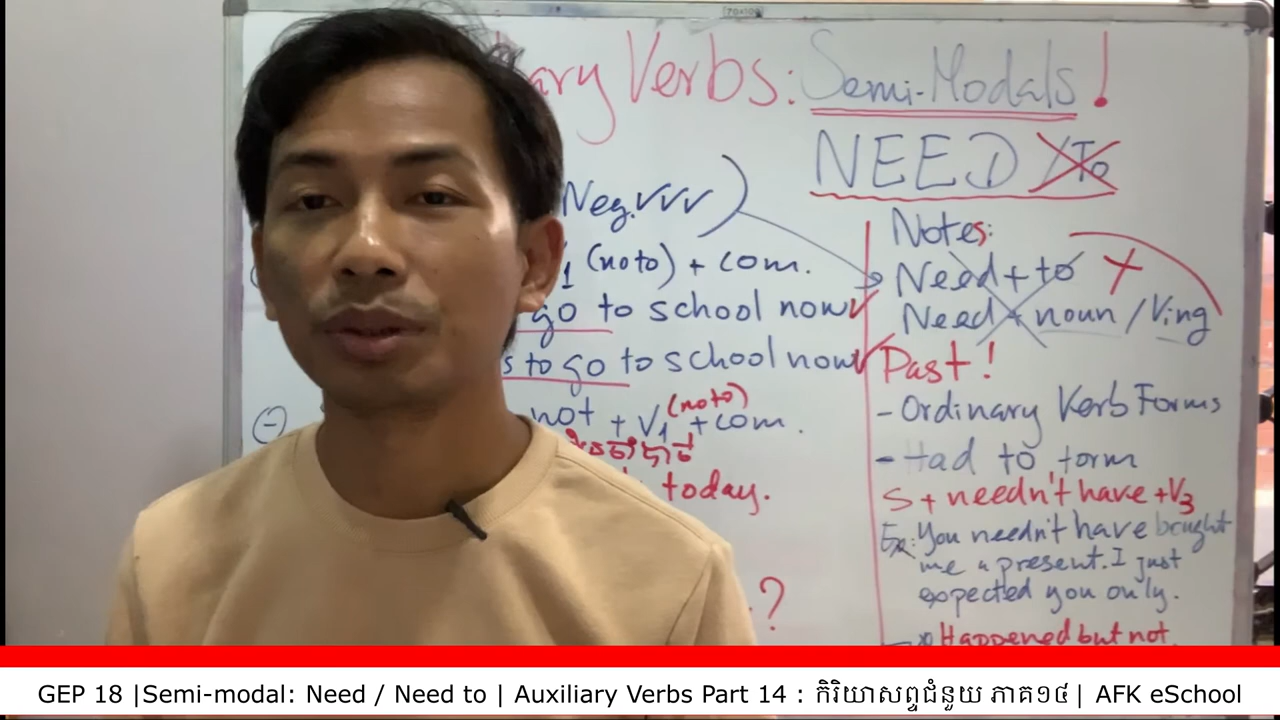 ary Verbs: Semi-Modals!
NEED /To
Neg.
1 (no to) + com.
go to school now
s to go to school now
(no to)
not + V1 + com.
today.
?
Notes:
Need + to X
Need + noun / Ving
Past!
- Ordinary Verb Forms
- Had to form
S + needn't have + V3
Ex: You needn't have bought
me a present. I just
expected you only.
Happened but not
GEP 18 |Semi-modal: Need / Need to | Auxiliary Verbs Part 14 : កិរិយាសព្ទជំនួយ ភាគ១៤| AFK eSchool